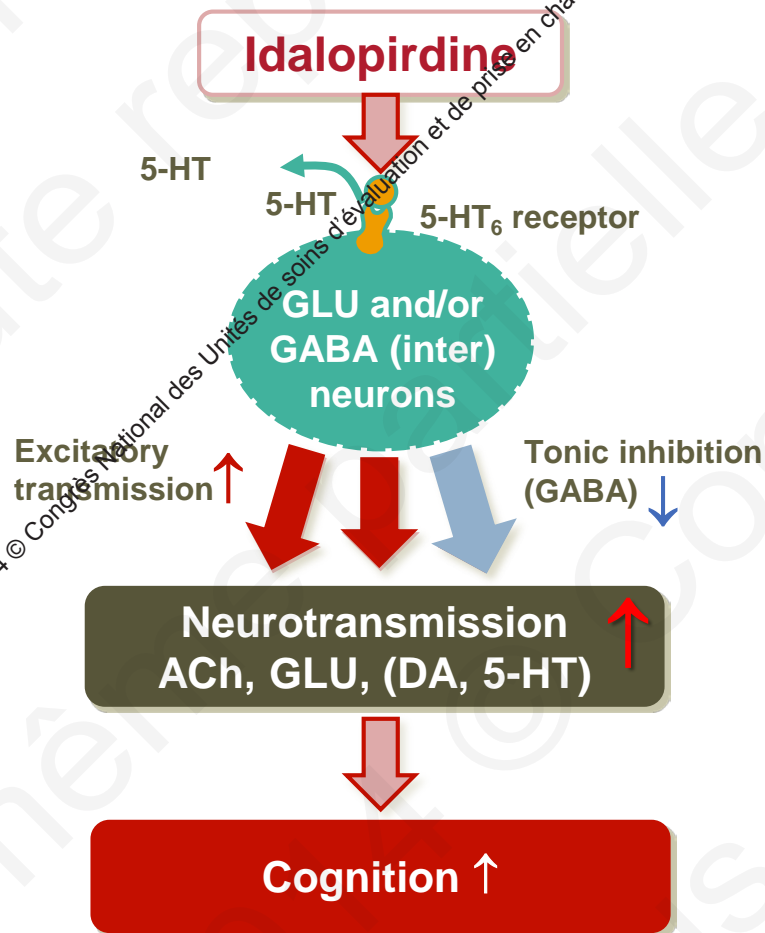 Idalopirdine
5-HT
5-HT
5-HT₆ receptor
GLU and/or
GABA (inter)
neurons
Excitatory
transmission ↑
Tonic inhibition
(GABA) ↓
Neurotransmission ↑
ACh, GLU, (DA, 5-HT)
Cognition ↑
4 © Congrès National des Unités de soins d'évaluation et de prise en cha